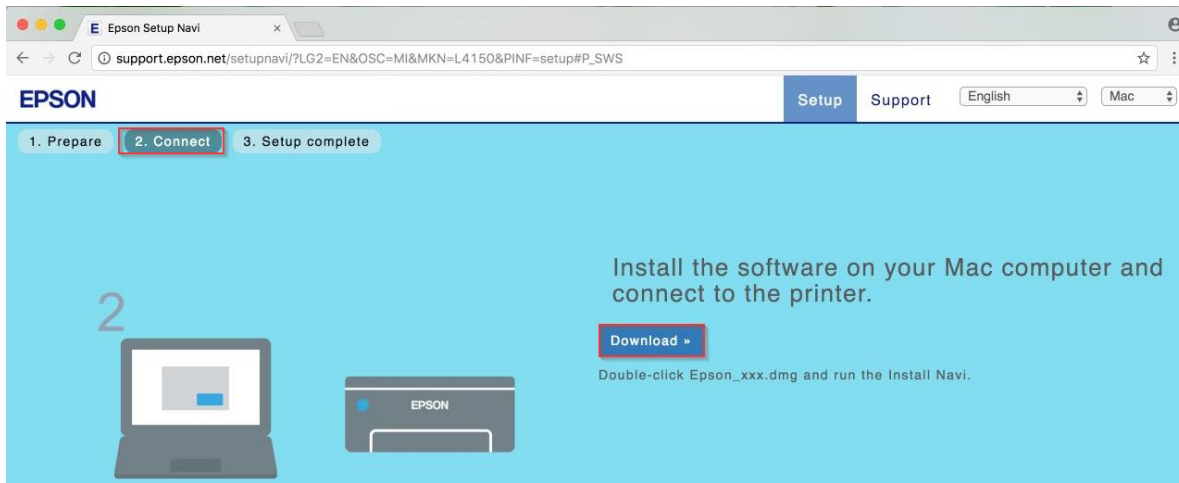 E Epson Setup Navi
support.epson.net/setupnavi/?LG2=EN&OSC=MI&MKN=L4150&PINF=setup#P_SWS
EPSON
Setup Support English Mac
1. Prepare 2. Connect 3. Setup complete
Install the software on your Mac computer and
connect to the printer.
2
Download »
Double-click Epson_xxx.dmg and run the Install Navi.
EPSON